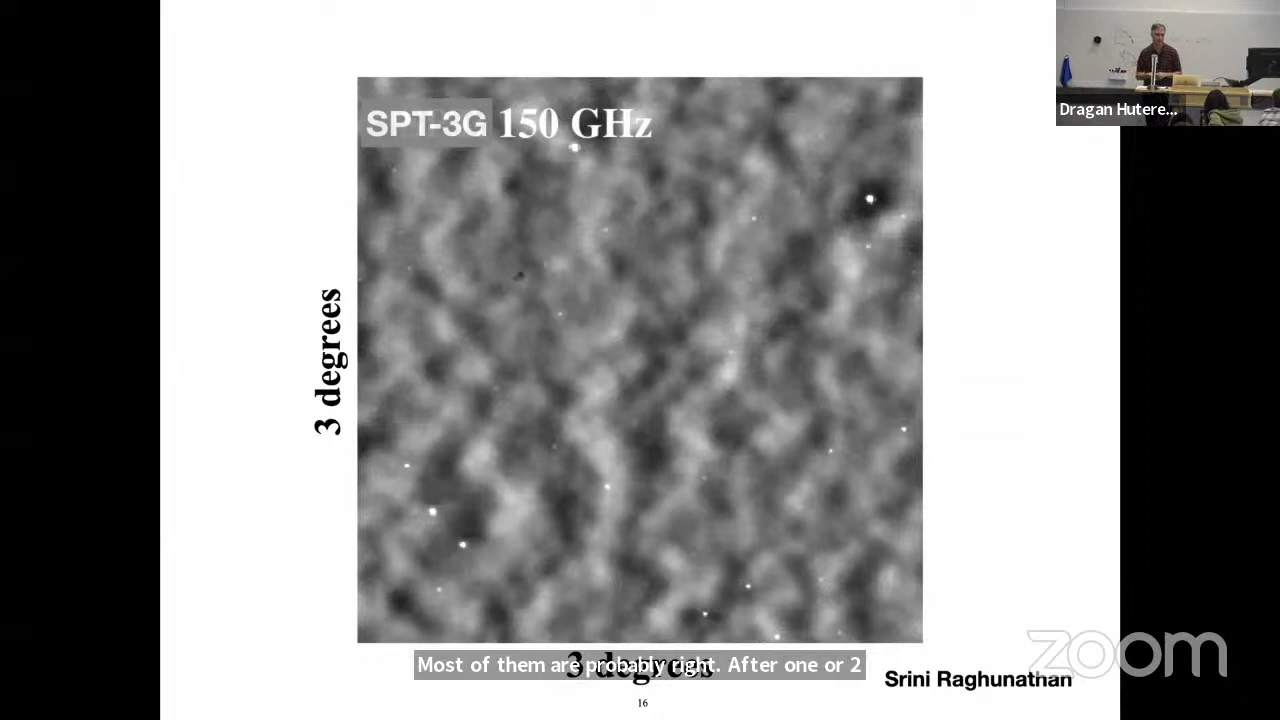 Dragan Hutere...
SPT-3G 150 GHz
3 degrees
3 degrees
Most of them are probably right. After one or 2
Srini Raghunathan
16
zoom